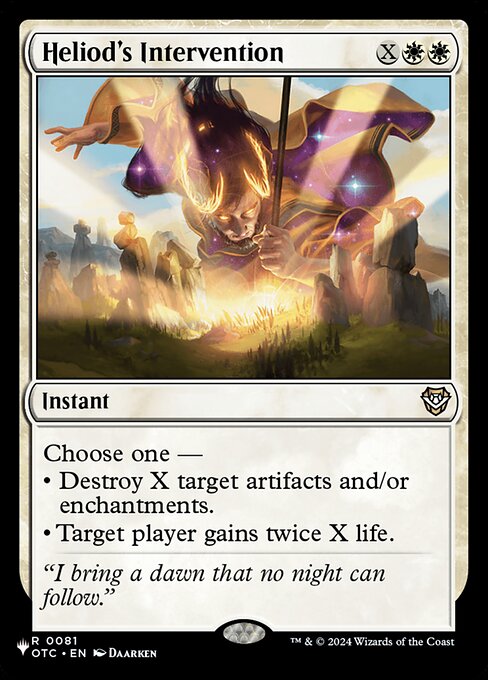 Heliod's Intervention X
Instant
Choose one —
• Destroy X target artifacts and/or
enchantments.
• Target player gains twice X life.
“I bring a dawn that no night can
follow.”
R 0081
OTC • EN DAARKEN
™ & © 2024 Wizards of the Coast